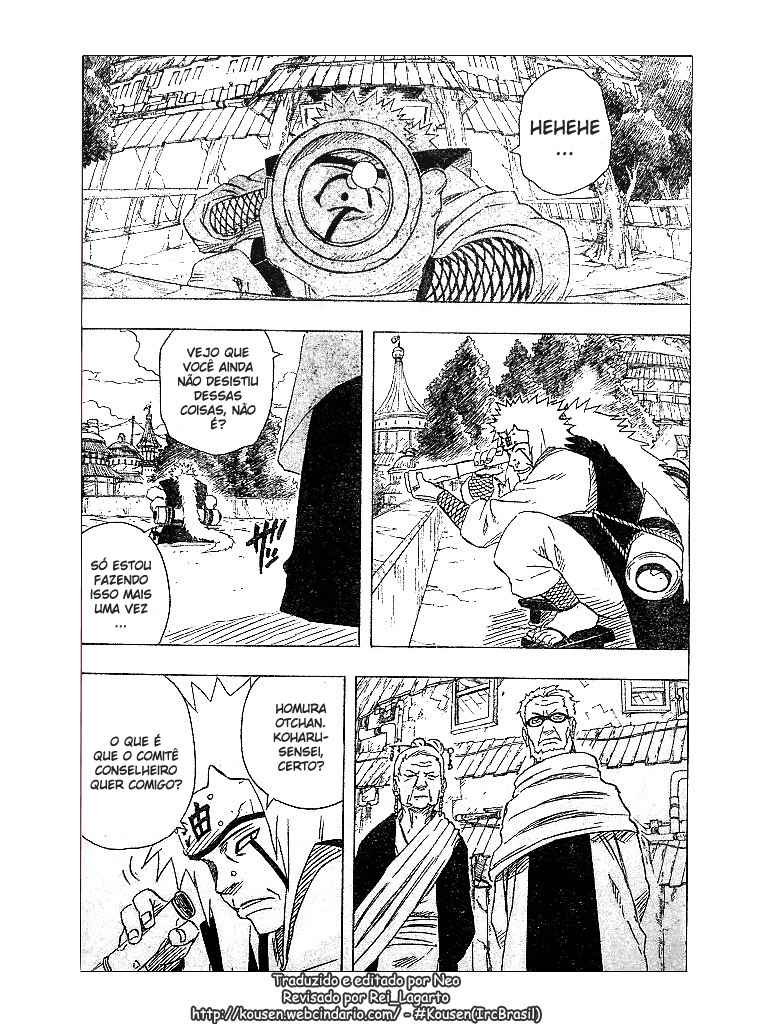 HEHEHE
...
VEJO QUE
VOCÊ AINDA
NÃO DESISTIU
DESSAS
COISAS, NÃO
É?
SÓ ESTOU
FAZENDO
ISSO MAIS
UMA VEZ
...
HOMURA
OTCHAN.
KOHARU-
SENSEI,
CERTO?
O QUE É
QUE O COMITÊ
CONSELHEIRO
QUER COMIGO?
油
Traduzido e editado por Neo
Revisado por Rei_Lagarto
http://kousen.webcindario.com/ - #Kousen(IrcBrasil)